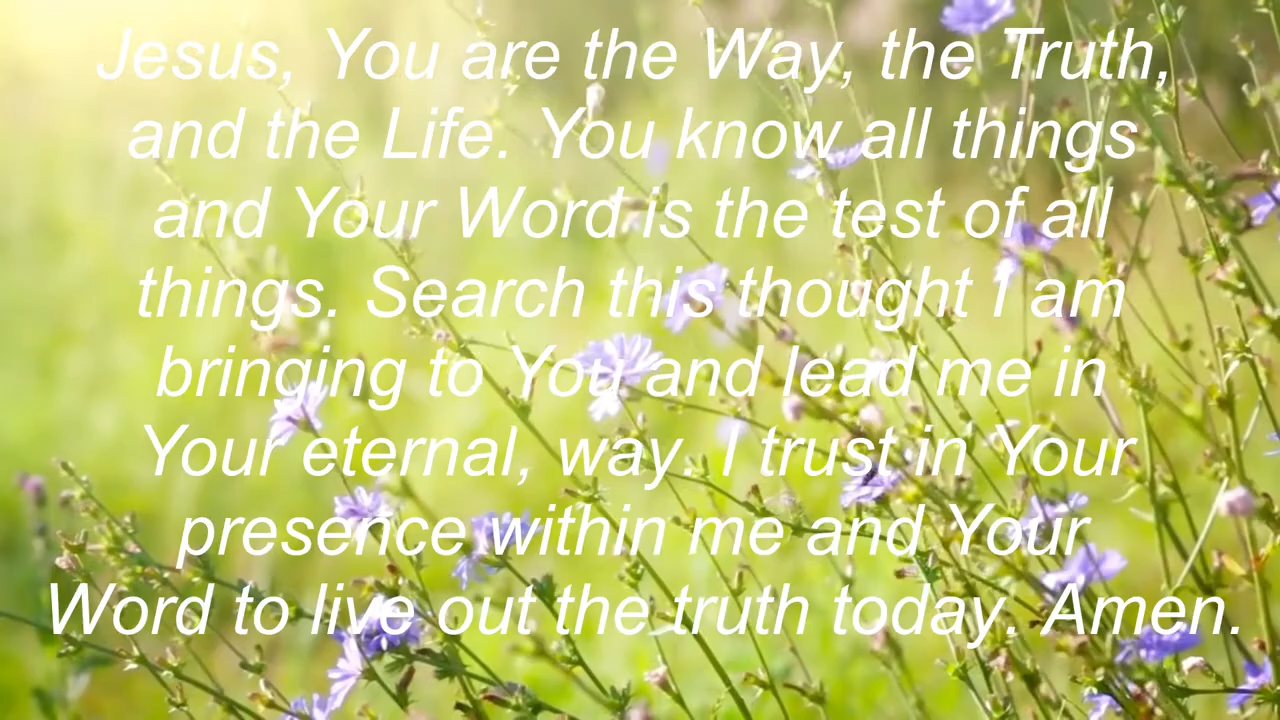 Jesus, You are the Way, the Truth,
and the Life. You know all things
and Your Word is the test of all
things. Search this thought I am
bringing to You and lead me in
Your eternal, way. I trust in Your
presence within me and Your
Word to live out the truth today. Amen.